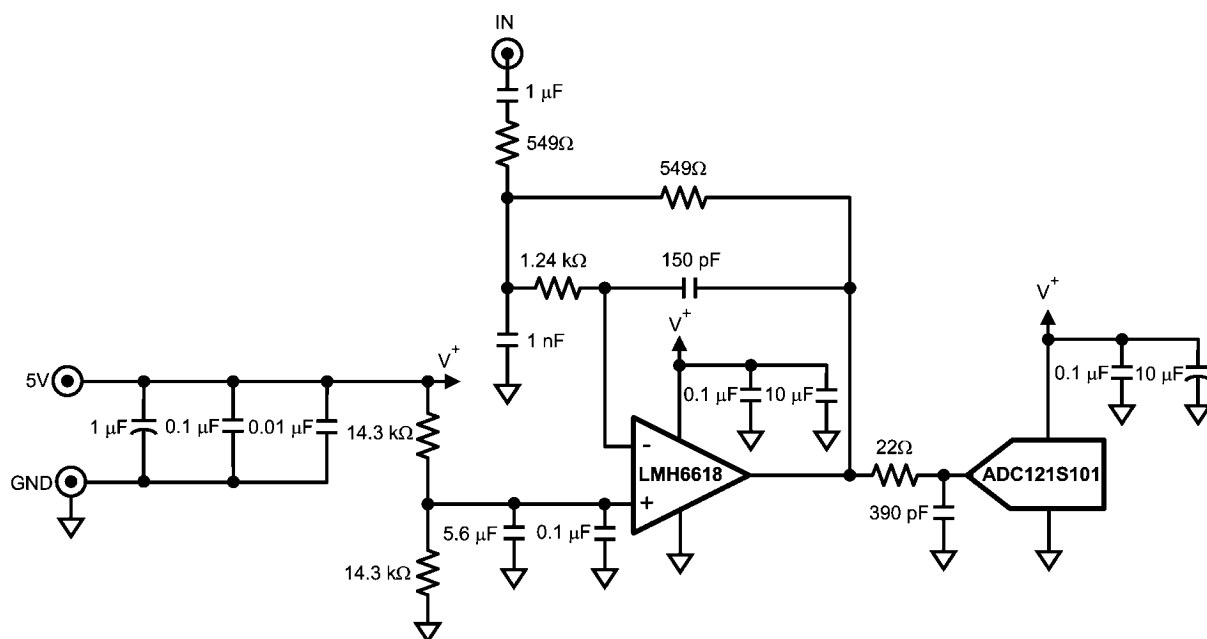 IN
1 μF
549Ω
549Ω
1.24 kΩ
150 pF
V+
1 nF
V+
V+
5V
0.1 μF
10 μF
0.1 μF
10 μF
1 μF
0.1 μF
0.01 μF
14.3 kΩ
-
LMH6618
+
22Ω
ADC121S101
GND
390 pF
5.6 μF
0.1 μF
14.3 kΩ